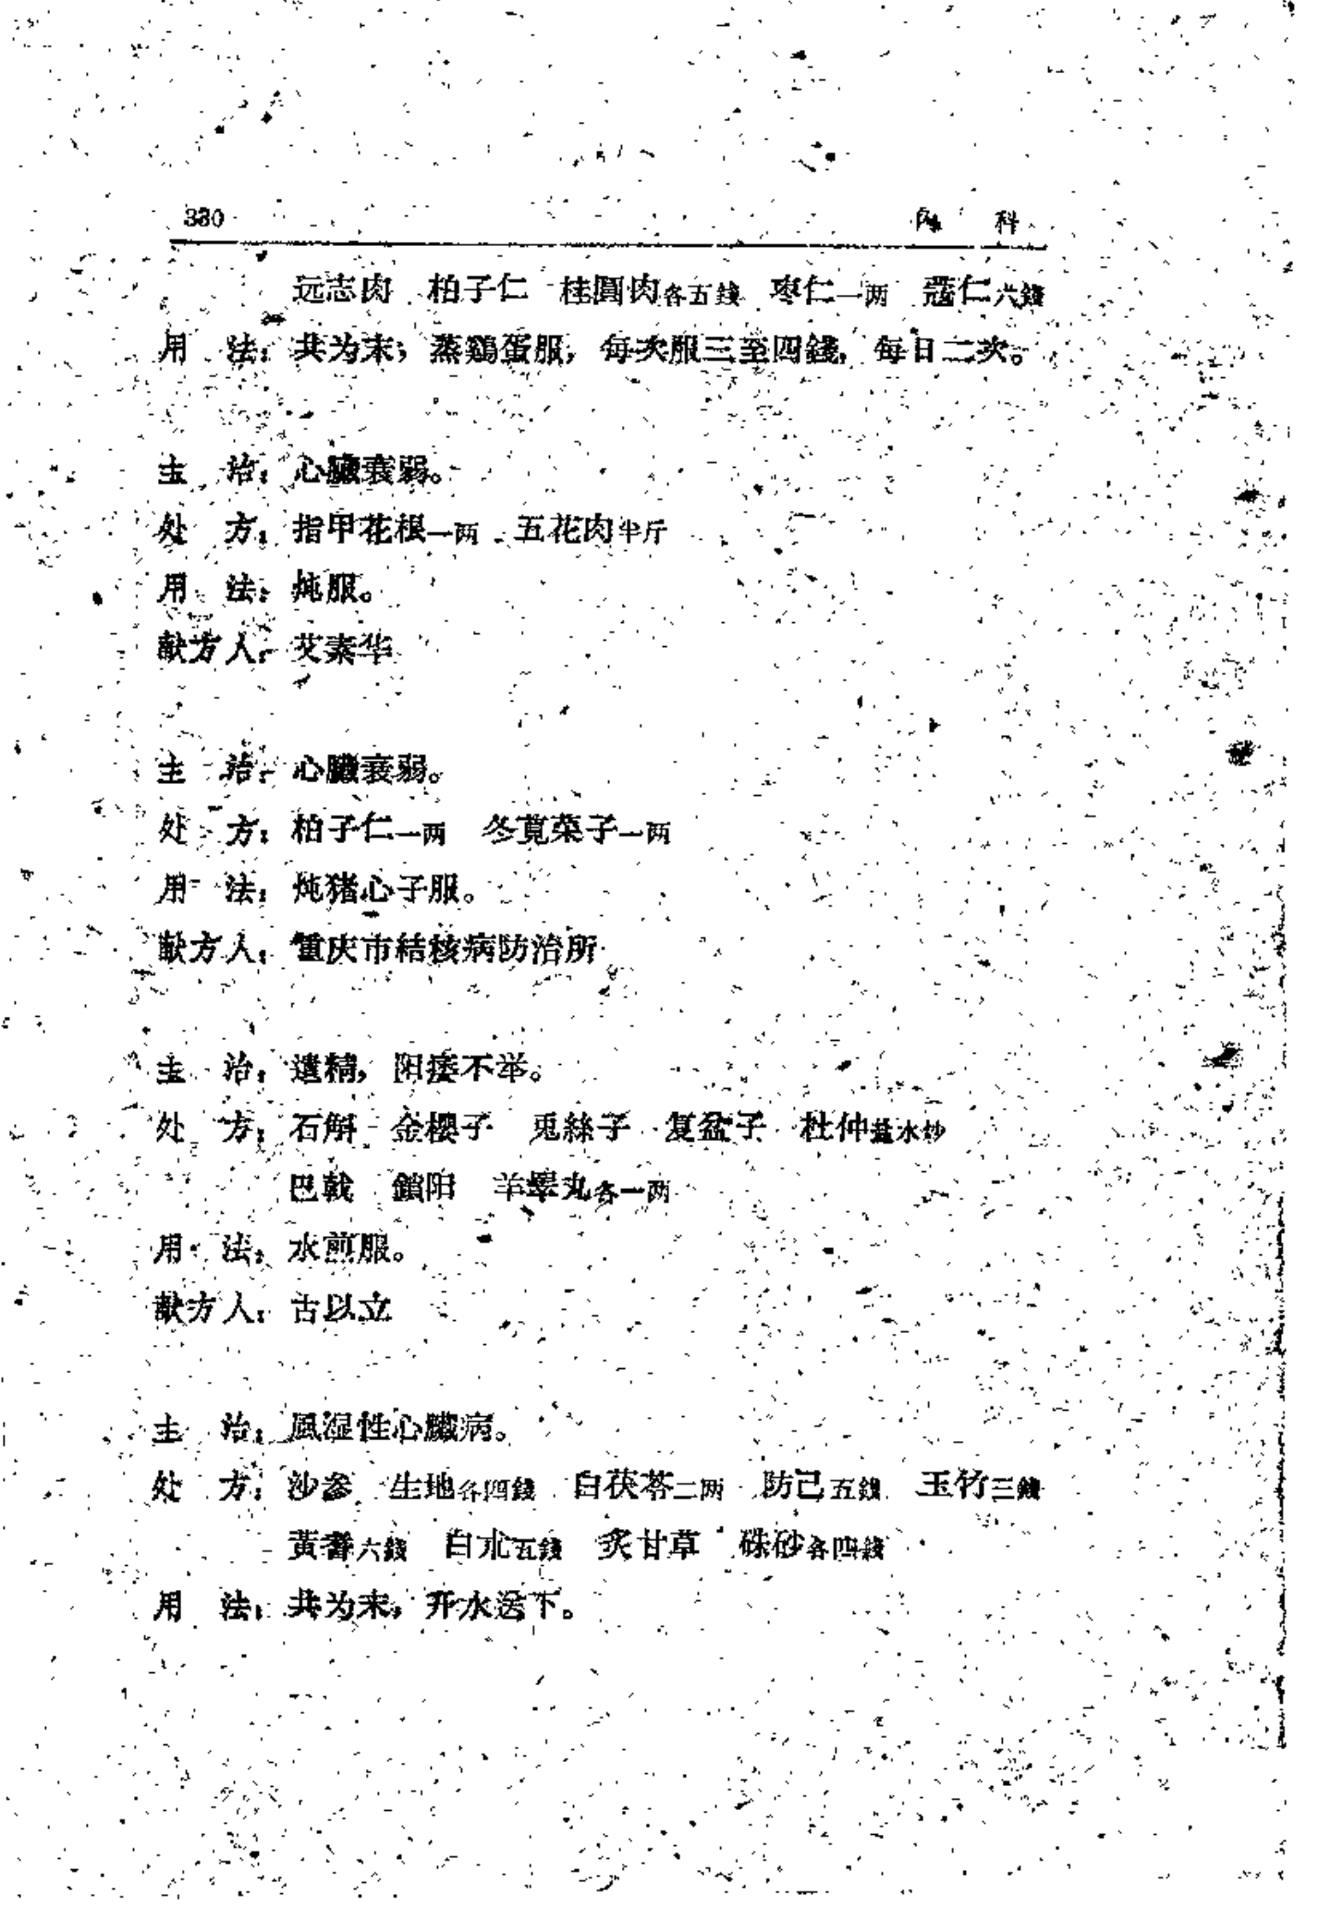 330 内 科
远志肉 柏子仁 桂圓肉各五錢 枣仁一两 蔻仁六錢
用 法：共为末，蒸鷄蛋服，每次服三至四錢，每日二次。
主 治：心臟衰弱。
处 方：指甲花根一两 五花肉半斤
用 法：炖服。
献方人：艾素华
主 治：心臟衰弱。
处 方：柏子仁一两 冬莧菜子一两
用 法：炖猪心子服。
献方人：重庆市結核病防治所
主 治：遺精，阳痿不举。
处 方：石斛 金櫻子 兎絲子 复盆子 杜仲盐水炒
巴戟 鎖阳 羊睾丸各一两
用 法：水煎服。
献方人：古以立
主 治：風湿性心臟病。
处 方：沙参 生地各四錢 白茯苓二两 防己五錢 玉竹三錢
黃耆六錢 白朮五錢 炙甘草 硃砂各四錢
用 法：共为末，开水送下。